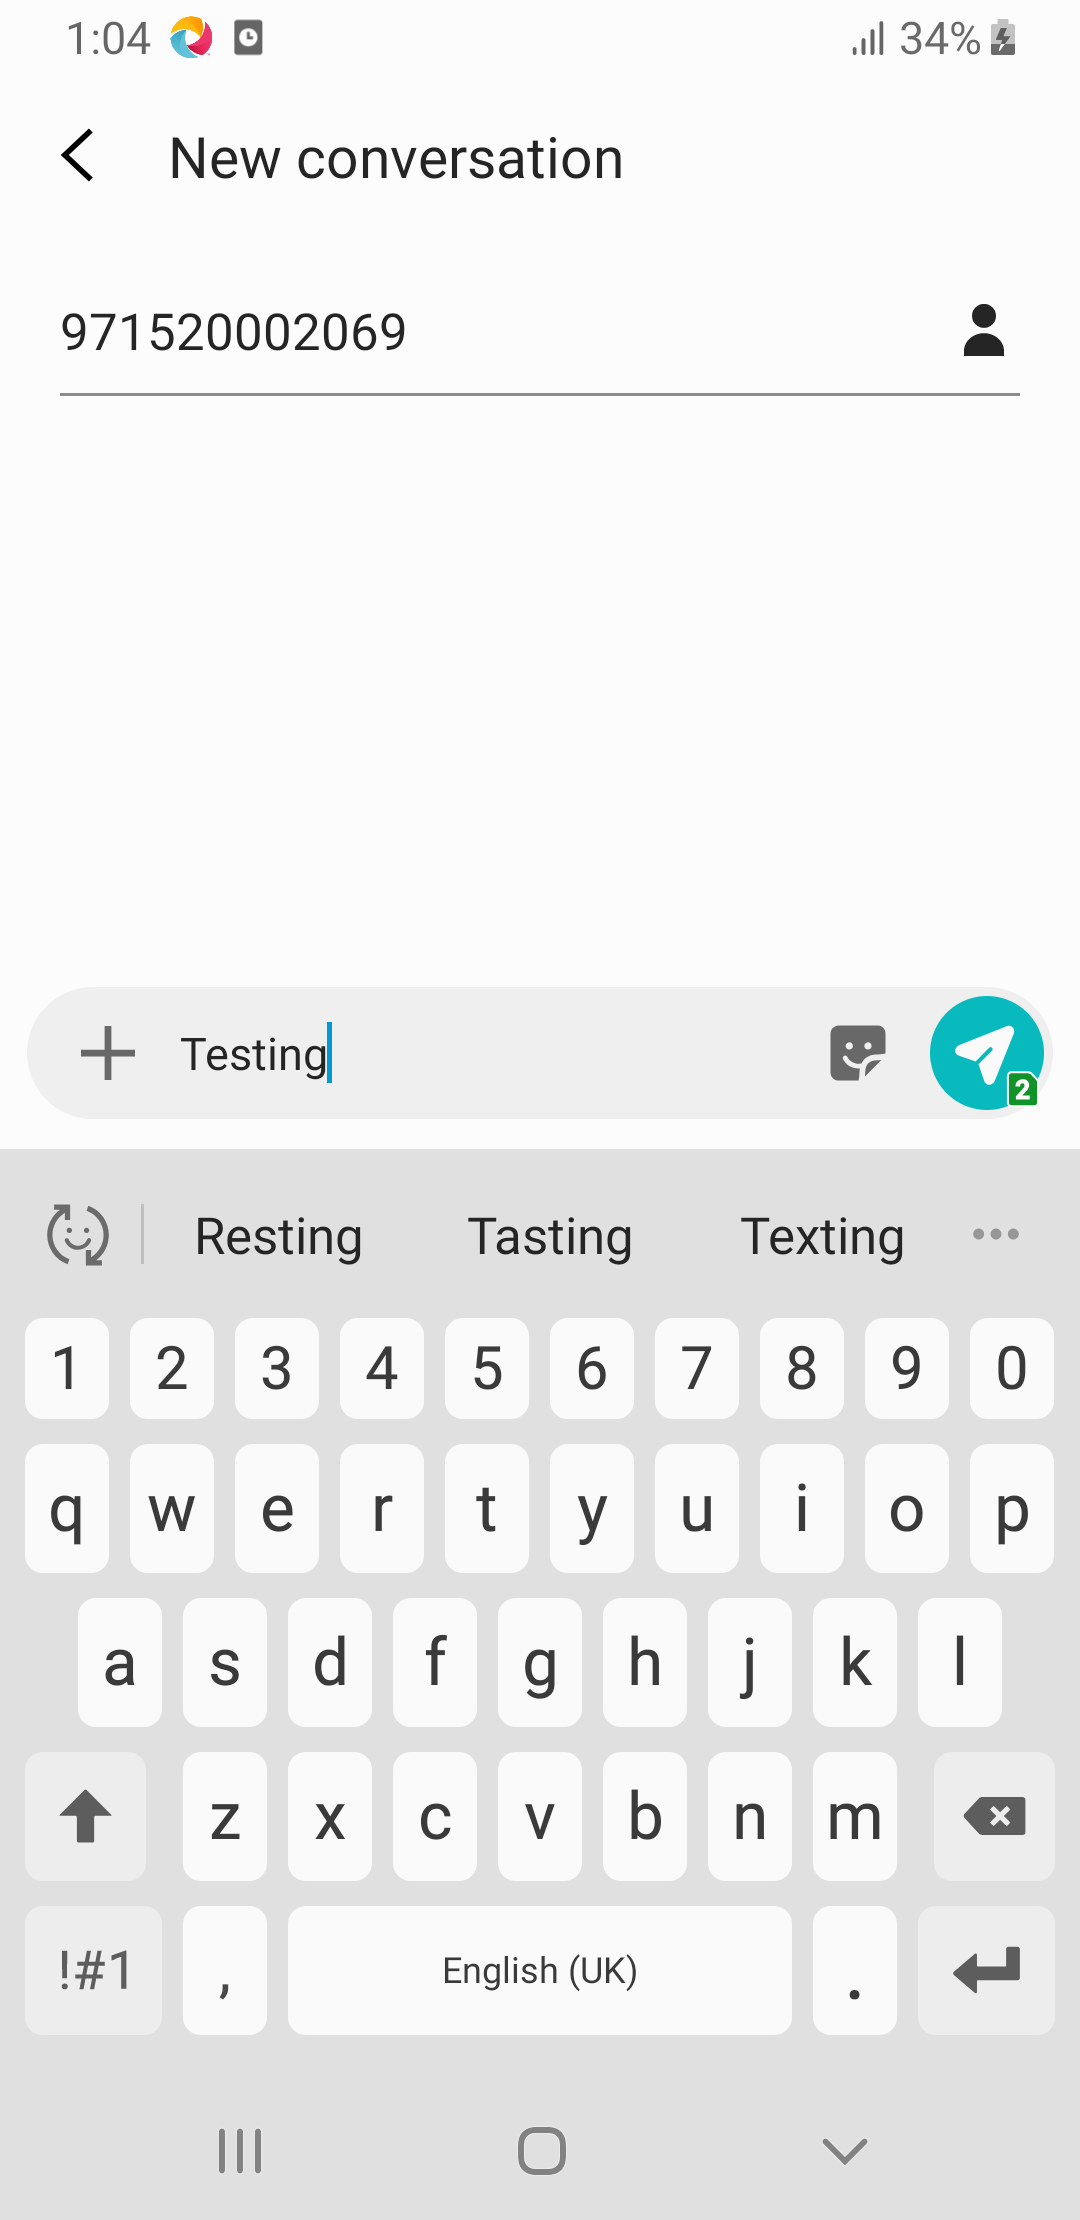 1:04 34%
New conversation
971520002069
Testing
2
Resting Tasting Texting
1 2 3 4 5 6 7 8 9 0
q w e r t y u i o p
a s d f g h j k l
z x c v b n m
!#1 , English (UK) .